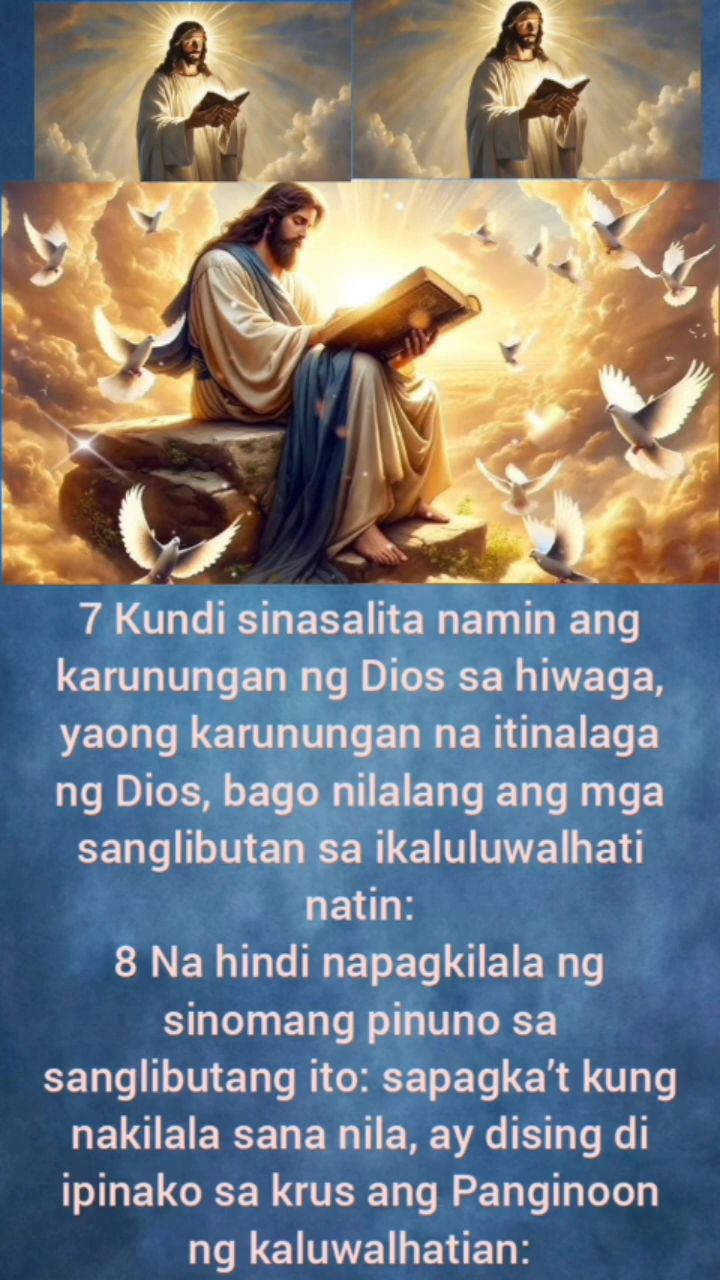 7 Kundi sinasalita namin ang
karunungan ng Dios sa hiwaga,
yaong karunungan na itinalaga
ng Dios, bago nilalang ang mga
sanglibutan sa ikaluluwalhati
natin:
8 Na hindi napagkilala ng
sinomang pinuno sa
sanglibutang ito: sapagka’t kung
nakilala sana nila, ay dising di
ipinako sa krus ang Panginoon
ng kaluwalhatian: